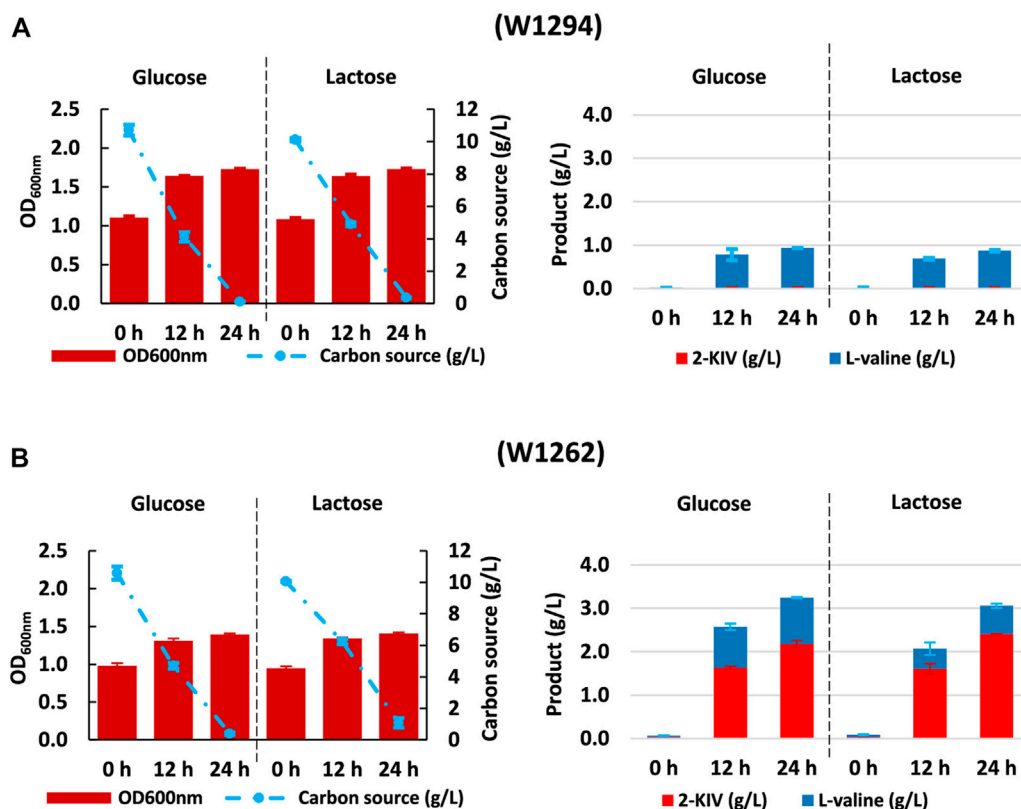 A
(W1294)
Glucose
Lactose
2.5
2.0
1.5
1.0
0.5
0.0
OD600nm
12
10
8
6
4
2
0
Carbon source (g/L)
0 h 12 h 24 h 0 h 12 h 24 h
OD600nm Carbon source (g/L)
Glucose
Lactose
4.0
3.0
2.0
1.0
0.0
Product (g/L)
0 h 12 h 24 h 0 h 12 h 24 h
2-KIV (g/L) L-valine (g/L)
B
(W1262)
Glucose
Lactose
2.5
2.0
1.5
1.0
0.5
0.0
OD600nm
12
10
8
6
4
2
0
Carbon source (g/L)
0 h 12 h 24 h 0 h 12 h 24 h
OD600nm Carbon source (g/L)
Glucose
Lactose
4.0
3.0
2.0
1.0
0.0
Product (g/L)
0 h 12 h 24 h 0 h 12 h 24 h
2-KIV (g/L) L-valine (g/L)